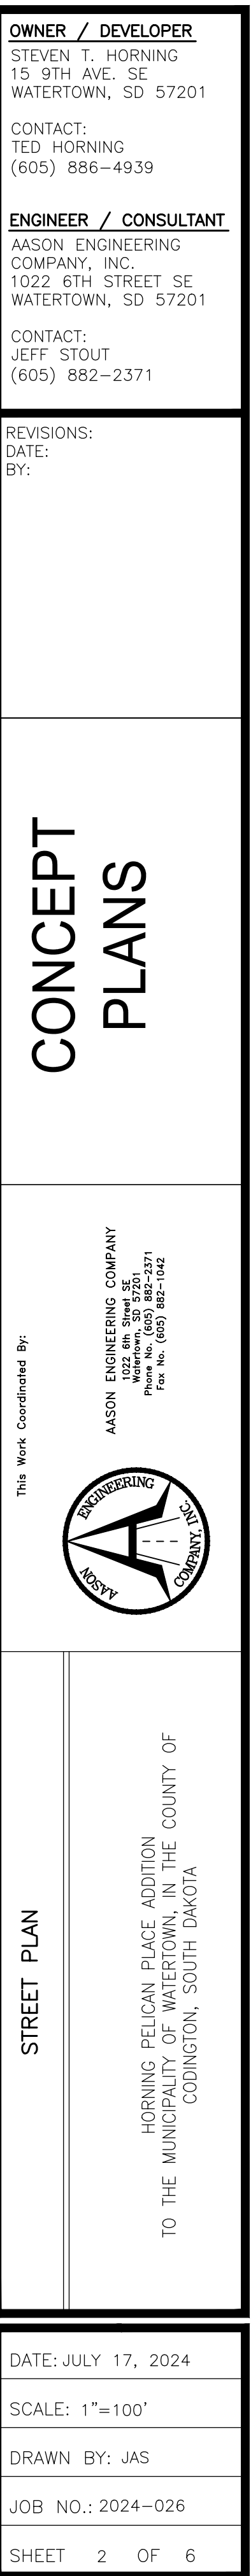 OWNER / DEVELOPER
STEVEN T. HORNING
15 9TH AVE. SE
WATERTOWN, SD 57201
CONTACT:
TED HORNING
(605) 886-4939
ENGINEER / CONSULTANT
AASON ENGINEERING
COMPANY, INC.
1022 6TH STREET SE
WATERTOWN, SD 57201
CONTACT:
JEFF STOUT
(605) 882-2371
REVISIONS:
DATE:
BY:
CONCEPT
PLANS
This Work Coordinated By:
AASON ENGINEERING COMPANY
1022 6th Street SE
Watertown, SD 57201
Phone No. (605) 882-2371
Fax No. (605) 882-1042
AASON ENGINEERING
COMPANY, INC.
STREET PLAN
HORNING PELICAN PLACE ADDITION
TO THE MUNICIPALITY OF WATERTOWN, IN THE COUNTY OF
CODINGTON, SOUTH DAKOTA
DATE: JULY 17, 2024
SCALE: 1"=100'
DRAWN BY: JAS
JOB NO.: 2024-026
SHEET 2 OF 6